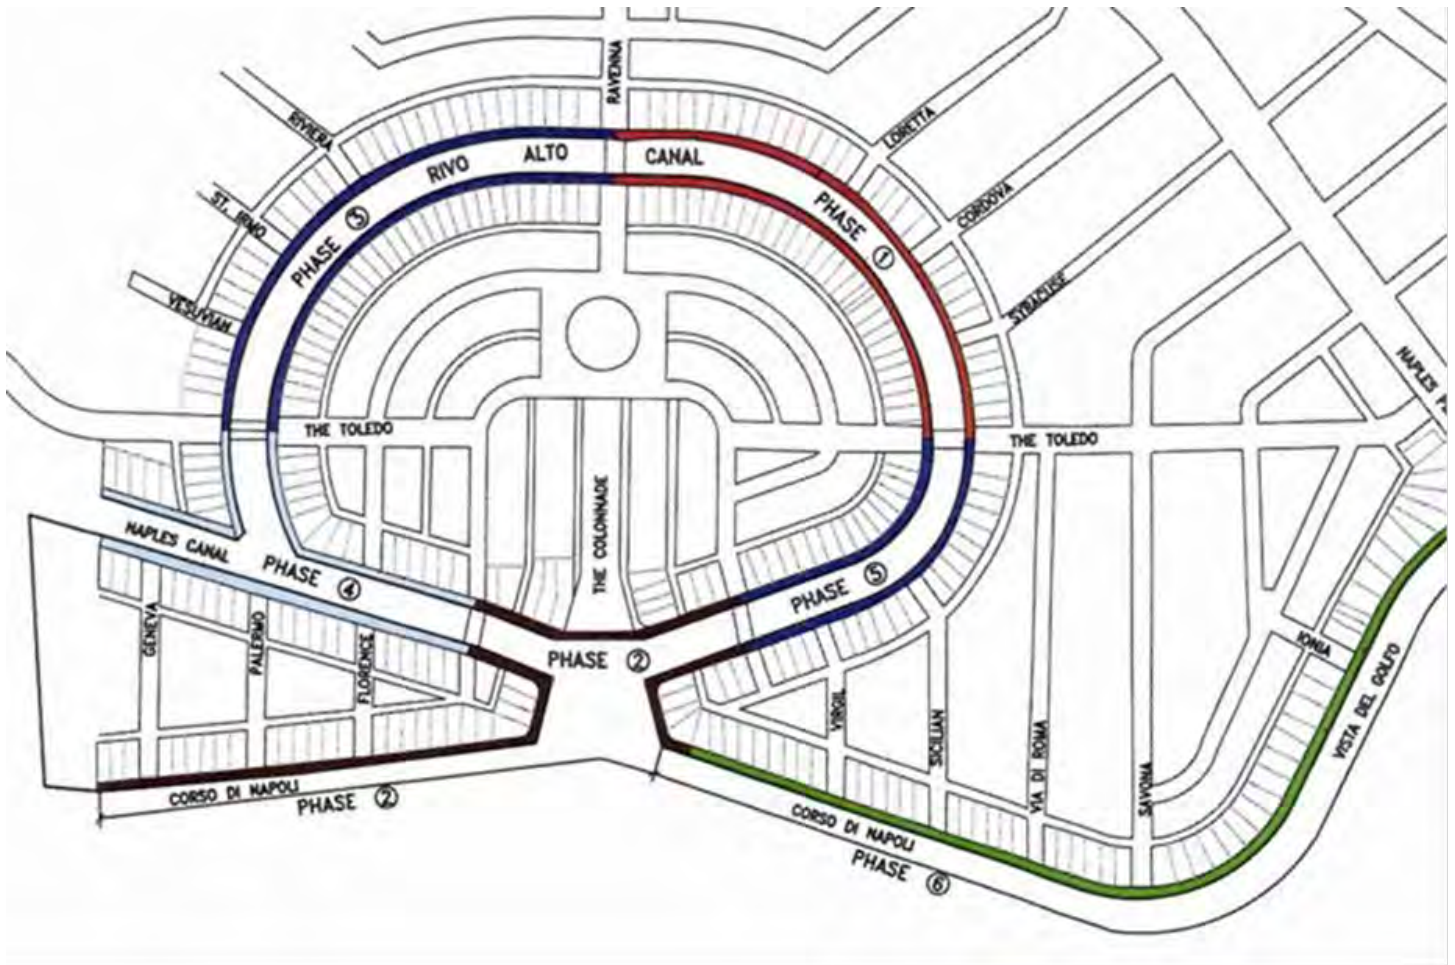 RAVENNA
RIVIERA
LORETTA
RIVO ALTO CANAL
ST. IRMO
CORDOVA
PHASE ③
PHASE ①
VESUVIAN
SYRACUSE
NAPLES
THE TOLEDO
THE TOLEDO
THE COLONNADE
NAPLES CANAL
PHASE ④
PHASE ⑤
GENEVA
PALERMO
FLORENCE
PHASE ②
IONIA
VISTA DEL GOLFO
VIRGIL
SICILIAN
VIA DI ROMA
SAVONA
CORSO DI NAPOLI
PHASE ②
CORSO DI NAPOLI
PHASE ⑥